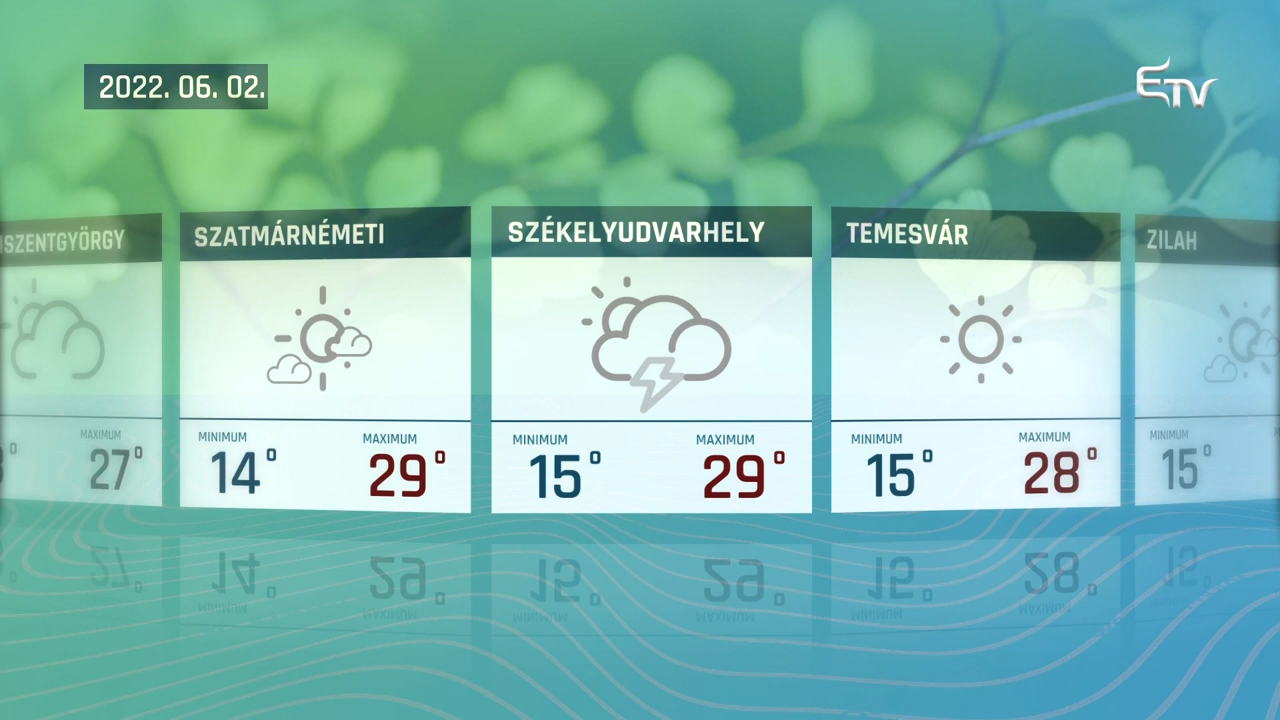 2022. 06. 02.
ETV
SZENTGYÖRGY
MAXIMUM
27°
SZATMÁRNÉMETI
MINIMUM
MAXIMUM
14°
29°
SZÉKELYUDVARHELY
MINIMUM
MAXIMUM
15°
29°
TEMESVÁR
MINIMUM
MAXIMUM
15°
28°
ZILAH
MINIMUM
15°